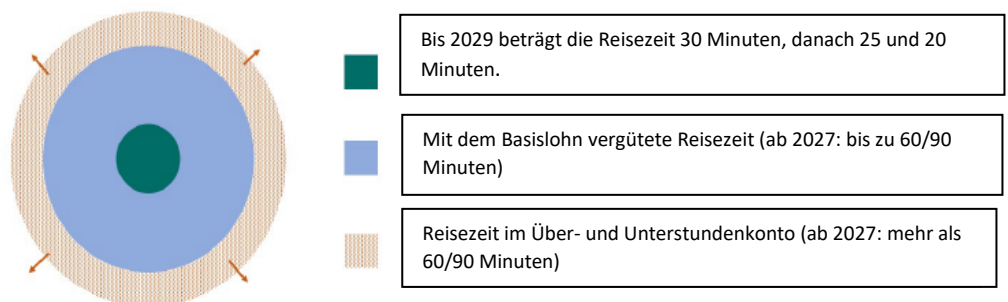 Bis 2029 beträgt die Reisezeit 30 Minuten, danach 25 und 20
Minuten.
Mit dem Basislohn vergütete Reisezeit (ab 2027: bis zu 60/90
Minuten)
Reisezeit im Über- und Unterstundenkonto (ab 2027: mehr als
60/90 Minuten)